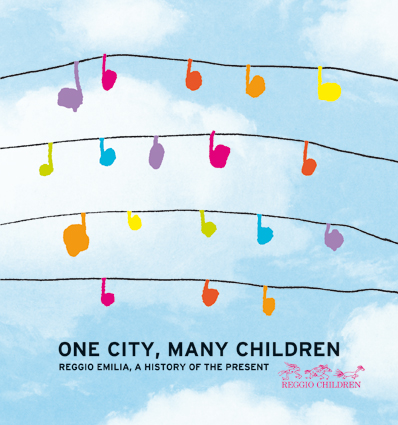 ONE CITY, MANY CHILDREN
REGGIO EMILIA, A HISTORY OF THE PRESENT
REGGIO CHILDREN